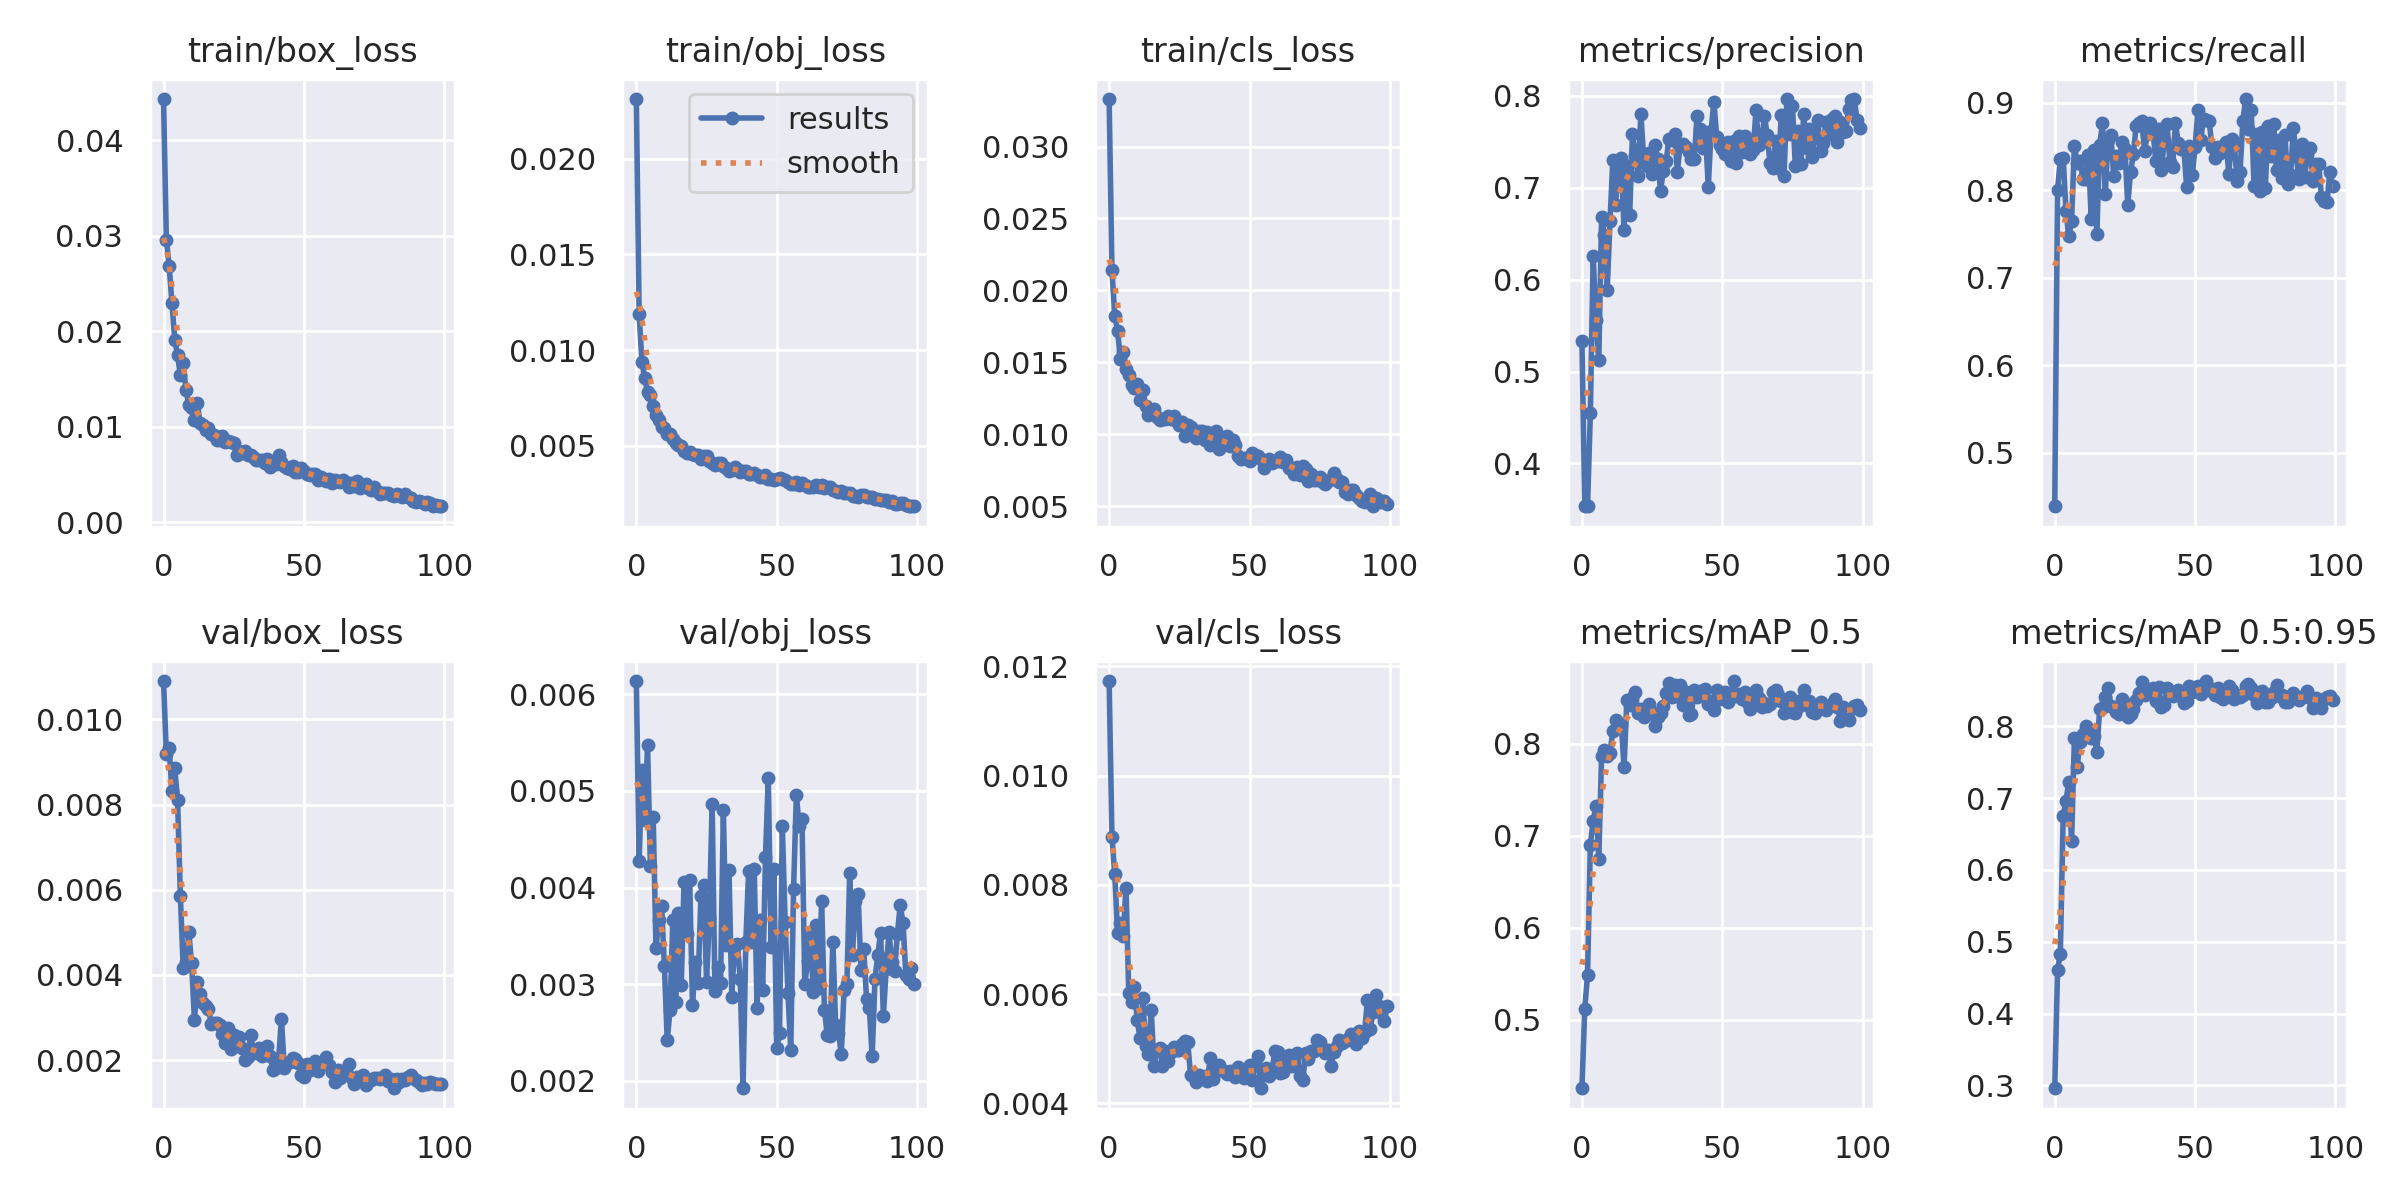 train/box_loss
0.04
0.03
0.02
0.01
0.00
0 50 100
train/obj_loss
results
smooth
0.020
0.015
0.010
0.005
0 50 100
train/cls_loss
0.030
0.025
0.020
0.015
0.010
0.005
0 50 100
metrics/precision
0.8
0.7
0.6
0.5
0.4
0 50 100
metrics/recall
0.9
0.8
0.7
0.6
0.5
0 50 100
val/box_loss
0.010
0.008
0.006
0.004
0.002
0 50 100
val/obj_loss
0.006
0.005
0.004
0.003
0.002
0 50 100
val/cls_loss
0.012
0.010
0.008
0.006
0.004
0 50 100
metrics/mAP_0.5
0.8
0.7
0.6
0.5
0 50 100
metrics/mAP_0.5:0.95
0.8
0.7
0.6
0.5
0.4
0.3
0 50 100